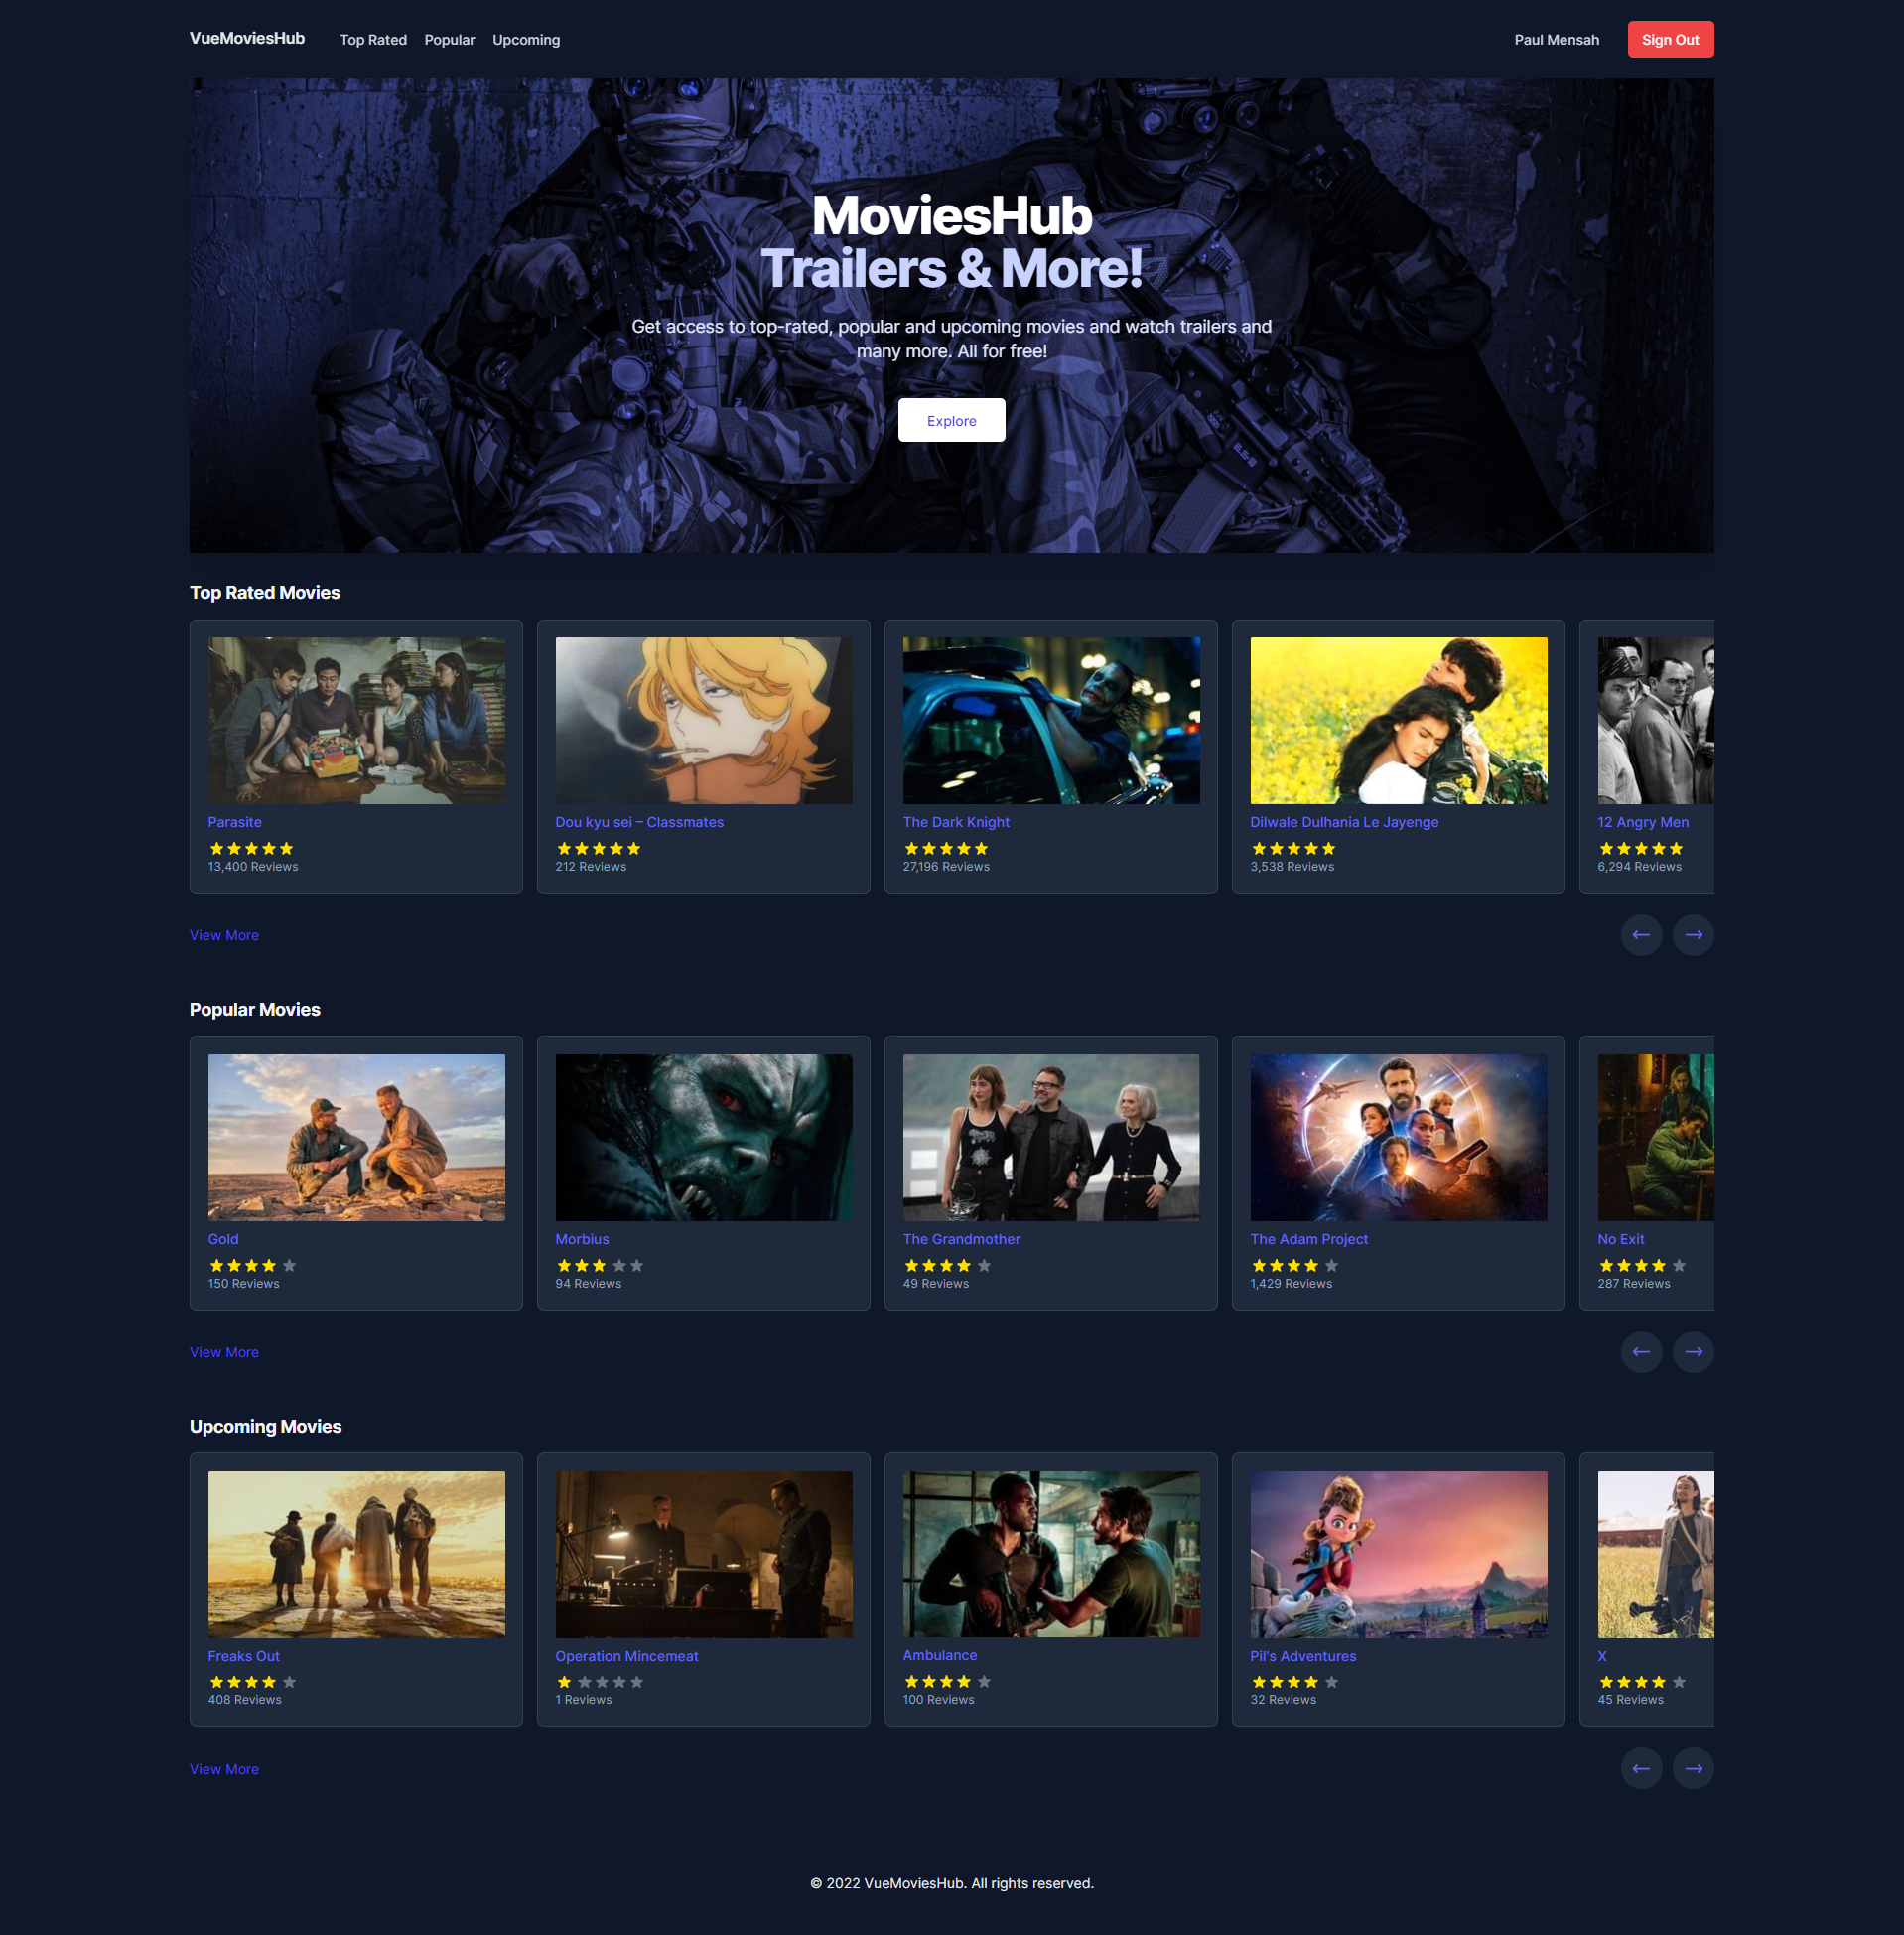 VueMoviesHub
Top Rated
Popular
Upcoming
Paul Mensah
Sign Out
MoviesHub
Trailers & More!
Get access to top-rated, popular and upcoming movies and watch trailers and
many more. All for free!
Explore
Top Rated Movies
Parasite
13,400 Reviews
Dou kyu sei – Classmates
212 Reviews
The Dark Knight
27,196 Reviews
Dilwale Dulhania Le Jayenge
3,538 Reviews
12 Angry Men
6,294 Reviews
View More
Popular Movies
Gold
150 Reviews
Morbius
94 Reviews
The Grandmother
49 Reviews
The Adam Project
1,429 Reviews
No Exit
287 Reviews
View More
Upcoming Movies
Freaks Out
408 Reviews
Operation Mincemeat
1 Reviews
Ambulance
100 Reviews
Pil's Adventures
32 Reviews
X
45 Reviews
View More
© 2022 VueMoviesHub. All rights reserved.